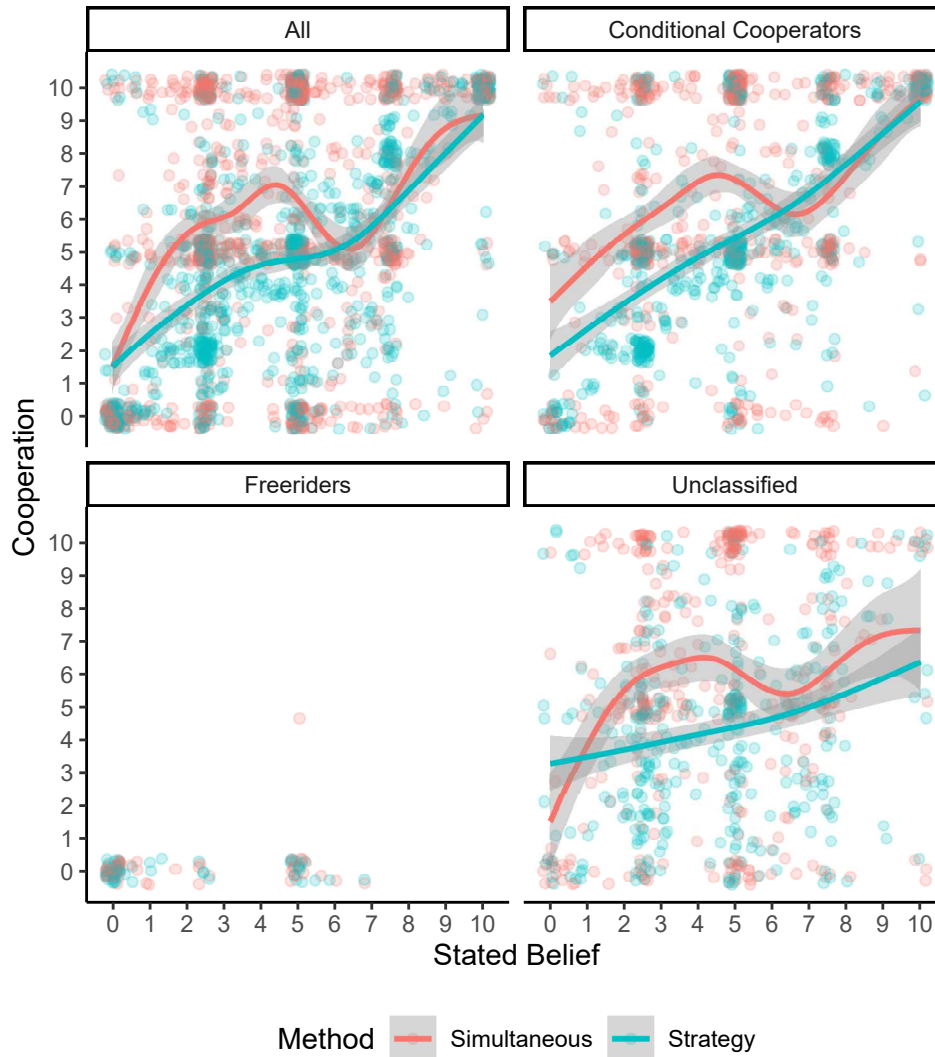 All
Conditional Cooperators
10
9
8
7
6
5
4
3
2
1
0
Freeriders
Unclassified
10
9
8
7
6
5
4
3
2
1
0
Cooperation
0 1 2 3 4 5 6 7 8 9 10
0 1 2 3 4 5 6 7 8 9 10
Stated Belief
Method Simultaneous Strategy